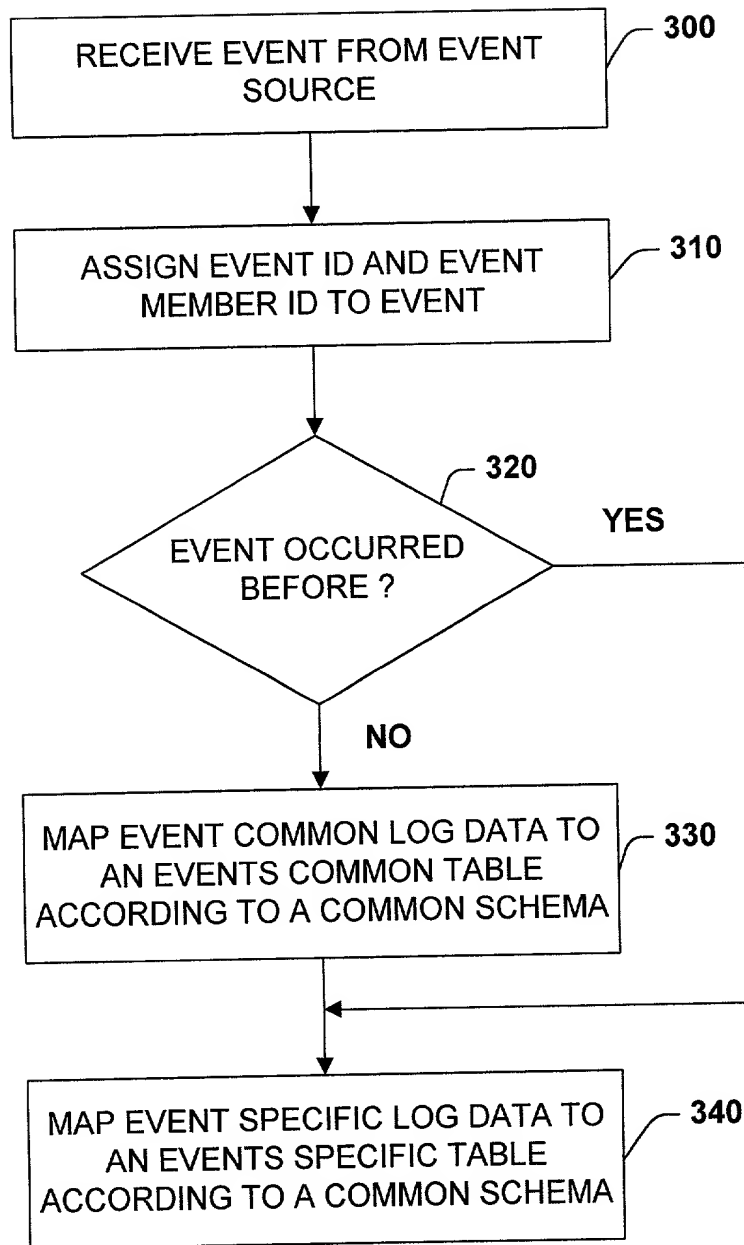 300
RECEIVE EVENT FROM EVENT
SOURCE
310
ASSIGN EVENT ID AND EVENT
MEMBER ID TO EVENT
320
YES
EVENT OCCURRED
BEFORE ?
NO
MAP EVENT COMMON LOG DATA TO
AN EVENTS COMMON TABLE
ACCORDING TO A COMMON SCHEMA
330
MAP EVENT SPECIFIC LOG DATA TO
AN EVENTS SPECIFIC TABLE
ACCORDING TO A COMMON SCHEMA
340